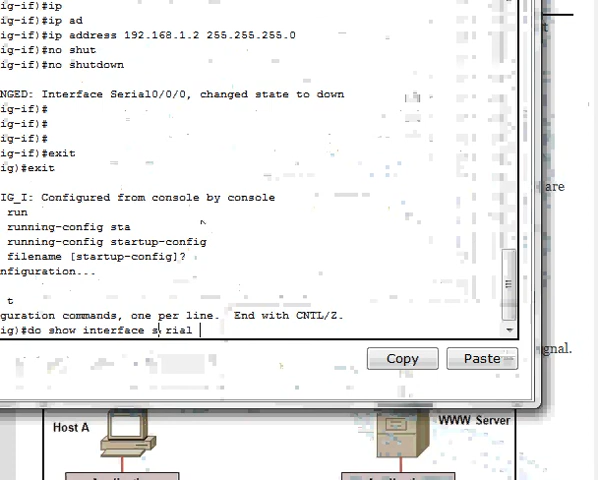 ig-if)#ip
ig-if)#ip ad
ig-if)#ip address 192.168.1.2 255.255.255.0
ig-if)#no shut
ig-if)#no shutdown
NGED: Interface Serial0/0/0, changed state to down
ig-if)#
ig-if)#
ig-if)#
ig-if)#exit
ig)#exit
IG_I: Configured from console by console
run
running-config sta
running-config startup-config
filename [startup-config]?
nfiguration...
t
guration commands, one per line. End with CNTL/Z.
ig)#do show interface s rial
Copy Paste
t
are
gnal.
Host A
WWW Server